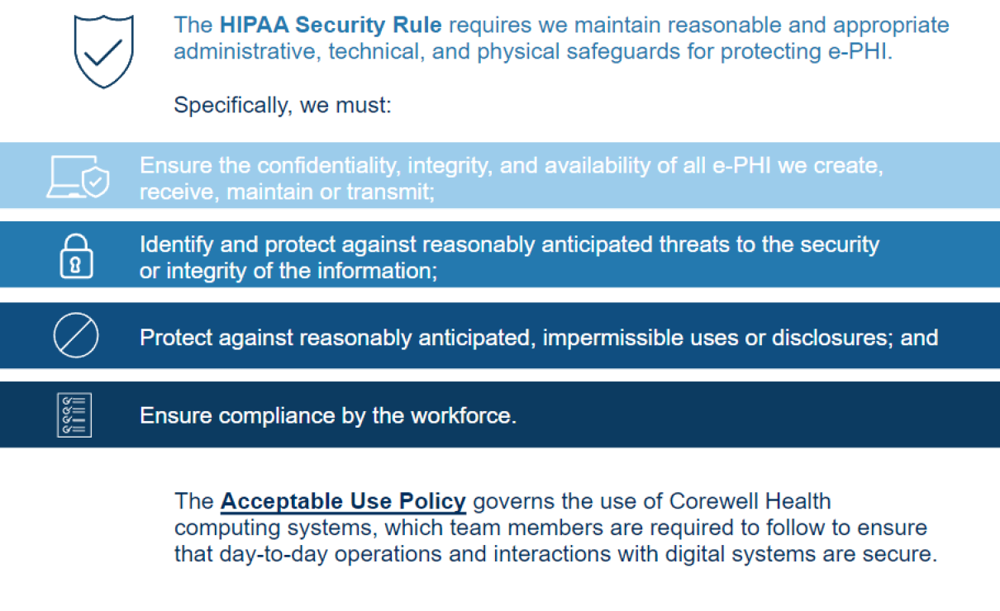 The HIPAA Security Rule requires we maintain reasonable and appropriate
administrative, technical, and physical safeguards for protecting e-PHI.
Specifically, we must:
Ensure the confidentiality, integrity, and availability of all e-PHI we create,
receive, maintain or transmit;
Identify and protect against reasonably anticipated threats to the security
or integrity of the information;
Protect against reasonably anticipated, impermissible uses or disclosures; and
Ensure compliance by the workforce.
The Acceptable Use Policy governs the use of Corewell Health
computing systems, which team members are required to follow to ensure
that day-to-day operations and interactions with digital systems are secure.